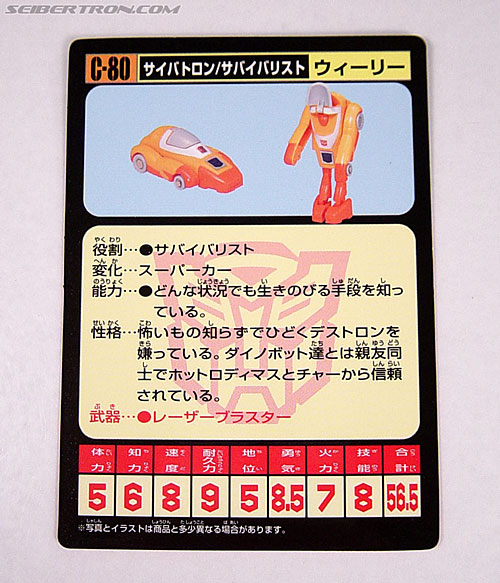 SEIBERTRON.COM
C-80 サイバトロン/サバイバリスト ウィーリー
役割…●サバイバリスト
変化…スーパーカー
能力…●どんな状況でも生きのびる手段を知っ
ている。
性格…怖いもの知らずでひどくデストロンを
嫌っている。ダイノボット達とは親友同
士でホットロディマスとチャーから信頼
されている。
武器…●レーザーブラスター
体力 知力 速度 耐久力 地位 勇気 火力 技能 合計
5 6 8 9 5 8.5 7 8 56.5
※写真とイラストは商品と多少異なる場合があります。